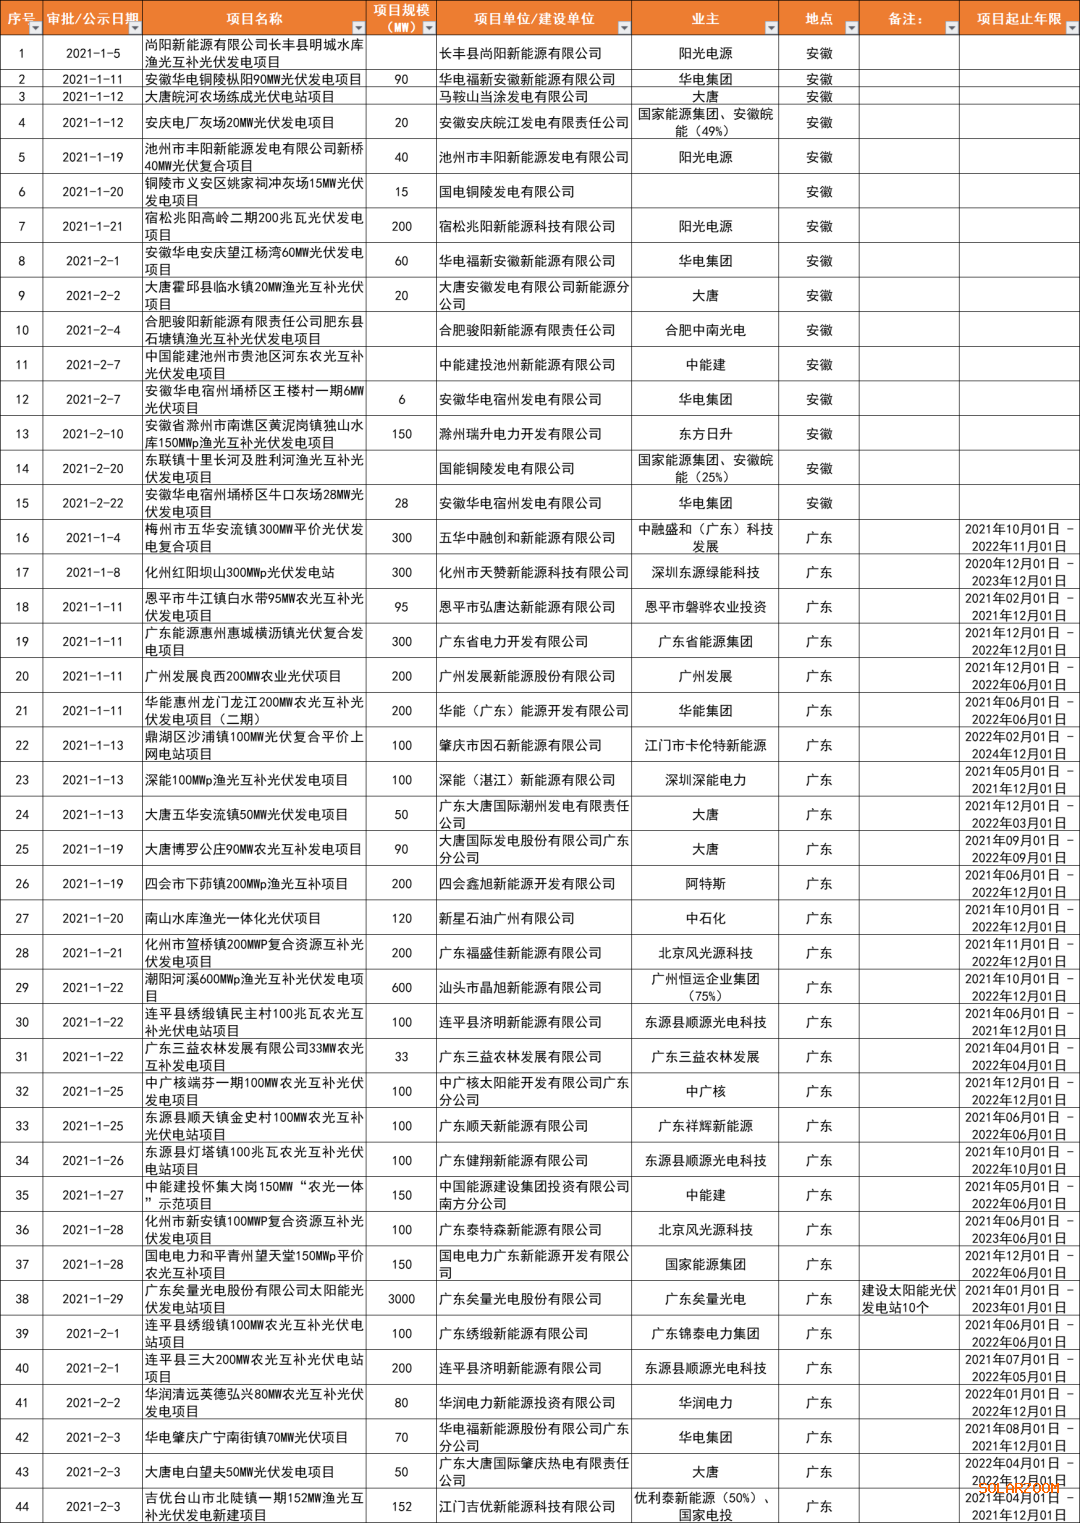 序号 审批/公示日期 项目名称 项目规模（MW） 项目单位/建设单位 业主 地点 备注： 项目起止年限
1 2021-1-5 尚阳新能源有限公司长丰县明城水库渔光互补光伏发电项目 长丰县尚阳新能源有限公司 阳光电源 安徽
2 2021-1-11 安徽华电铜陵枞阳90MW光伏发电项目 90 华电福新安徽新能源有限公司 华电集团 安徽
3 2021-1-12 大唐皖河农场练成光伏电站项目 马鞍山当涂发电有限公司 大唐 安徽
4 2021-1-12 安庆电厂灰场20MW光伏发电项目 20 安徽安庆皖江发电有限责任公司 国家能源集团、安徽皖能（49%） 安徽
5 2021-1-19 池州市丰阳新能源发电有限公司新桥40MW光伏复合项目 40 池州市丰阳新能源发电有限公司 阳光电源 安徽
6 2021-1-20 铜陵市义安区姚家祠冲灰场15MW光伏发电项目 15 国电铜陵发电有限公司 安徽
7 2021-1-21 宿松兆阳高岭二期200兆瓦光伏发电项目 200 宿松兆阳新能源科技有限公司 阳光电源 安徽
8 2021-2-1 安徽华电安庆望江杨湾60MW光伏发电项目 60 华电福新安徽新能源有限公司 华电集团 安徽
9 2021-2-2 大唐霍邱县临水镇20MW渔光互补光伏项目 20 大唐安徽发电有限公司新能源分公司 大唐 安徽
10 2021-2-4 合肥骏阳新能源有限责任公司肥东县石塘镇渔光互补光伏发电项目 合肥骏阳新能源有限责任公司 合肥中南光电 安徽
11 2021-2-7 中国能建池州市贵池区河东农光互补光伏发电项目 中能建投池州新能源有限公司 中能建 安徽
12 2021-2-7 安徽华电宿州埇桥区王楼村一期6MW光伏项目 6 安徽华电宿州发电有限公司 华电集团 安徽
13 2021-2-10 安徽省滁州市南谯区黄泥岗镇独山水库150MWp渔光互补光伏发电项目 150 滁州瑞升电力开发有限公司 东方日升 安徽
14 2021-2-20 东联镇十里长河及胜利河渔光互补光伏发电项目 国能铜陵发电有限公司 国家能源集团、安徽皖能（25%） 安徽
15 2021-2-22 安徽华电宿州埇桥区牛口灰场28MW光伏发电项目 28 安徽华电宿州发电有限公司 华电集团 安徽
16 2021-1-4 梅州市五华安流镇300MW平价光伏发电复合项目 300 五华中融创和新能源有限公司 中融盛和（广东）科技发展 广东 2021年10月01日 - 2022年11月01日
17 2021-1-8 化州红阳坝山300MWp光伏发电站 300 化州市天赞新能源科技有限公司 深圳东源绿能科技 广东 2020年12月01日 - 2023年12月01日
18 2021-1-11 恩平市牛江镇白水带95MW农光互补光伏发电项目 95 恩平市弘唐达新能源有限公司 恩平市磐骅农业投资 广东 2021年02月01日 - 2021年12月01日
19 2021-1-11 广东能源惠州惠城横沥镇光伏复合发电项目 300 广东省电力开发有限公司 广东省能源集团 广东 2021年12月01日 - 2022年12月01日
20 2021-1-11 广州发展良西200MW农业光伏项目 200 广州发展新能源股份有限公司 广州发展 广东 2021年12月01日 - 2022年06月01日
21 2021-1-11 华能惠州龙门龙江200MW农光互补光伏发电项目（二期） 200 华能（广东）能源开发有限公司 华能集团 广东 2021年06月01日 - 2022年06月01日
22 2021-1-13 鼎湖区沙浦镇100MW光伏复合平价上网电站项目 100 肇庆市因石新能源有限公司 江门市卡伦特新能源 广东 2022年02月01日 - 2024年12月01日
23 2021-1-13 深能100MWp渔光互补光伏发电项目 100 深能（湛江）新能源有限公司 深圳深能电力 广东 2021年05月01日 - 2021年12月01日
24 2021-1-13 大唐五华安流镇50MW光伏发电项目 50 广东大唐国际潮州发电有限责任公司 大唐 广东 2021年12月01日 - 2022年03月01日
25 2021-1-19 大唐博罗公庄90MW农光互补发电项目 90 大唐国际发电股份有限公司广东分公司 大唐 广东 2021年09月01日 - 2022年09月01日
26 2021-1-19 四会市下茆镇200MWp渔光互补项目 200 四会鑫旭新能源开发有限公司 阿特斯 广东 2021年06月01日 - 2022年12月01日
27 2021-1-20 南山水库渔光一体化光伏项目 120 新星石油广州有限公司 中石化 广东 2021年10月01日 - 2022年12月01日
28 2021-1-21 化州市笪桥镇200MWP复合资源互补光伏发电项目 200 广东福盛佳新能源有限公司 北京风光源科技 广东 2021年11月01日 - 2022年12月01日
29 2021-1-22 潮阳河溪600MWp渔光互补光伏发电项目 600 汕头市晶旭新能源有限公司 广州恒运企业集团（75%） 广东 2021年10月01日 - 2022年12月01日
30 2021-1-22 连平县绣缎镇民主村100兆瓦农光互补光伏电站项目 100 连平县济明新能源有限公司 东源县顺源光电科技 广东 2021年06月01日 - 2021年12月01日
31 2021-1-22 广东三益农林发展有限公司33MW农光互补发电项目 33 广东三益农林发展有限公司 广东三益农林发展 广东 2021年04月01日 - 2022年04月01日
32 2021-1-25 中广核端芬一期100MW农光互补光伏发电项目 100 中广核太阳能开发有限公司广东分公司 中广核 广东 2021年12月01日 - 2022年12月01日
33 2021-1-25 东源县顺天镇金史村100MW农光互补光伏电站项目 100 广东顺天新能源有限公司 广东祥辉新能源 广东 2021年06月01日 - 2022年06月01日
34 2021-1-26 东源县灯塔镇100兆瓦农光互补光伏电站项目 100 广东健翔新能源有限公司 东源县顺源光电科技 广东 2021年10月01日 - 2022年10月01日
35 2021-1-27 中能建投怀集大岗150MW“农光一体”示范项目 150 中国能源建设集团投资有限公司南方分公司 中能建 广东 2021年05月01日 - 2022年06月01日
36 2021-1-28 化州市新安镇100MWP复合资源互补光伏发电项目 100 广东泰特森新能源有限公司 北京风光源科技 广东 2021年06月01日 - 2023年06月01日
37 2021-1-28 国电电力和平青州望天堂150MWp平价农光互补项目 150 国电电力广东新能源开发有限公司 国家能源集团 广东 2021年12月01日 - 2022年06月01日
38 2021-1-29 广东矣量光电股份有限公司太阳能光伏发电站项目 3000 广东矣量光电股份有限公司 广东矣量光电 广东 建设太阳能光伏发电站10个 2021年01月01日 - 2023年01月01日
39 2021-2-1 连平县绣缎镇100MW农光互补光伏电站项目 100 广东绣缎新能源有限公司 广东锦泰电力集团 广东 2021年06月01日 - 2022年06月01日
40 2021-2-1 连平县三大200MW农光互补光伏电站项目 200 连平县济明新能源有限公司 东源县顺源光电科技 广东 2021年07月01日 - 2022年05月01日
41 2021-2-2 华润清远英德弘兴80MW农光互补光伏发电项目 80 华润电力新能源投资有限公司 华润电力 广东 2022年01月01日 - 2022年12月01日
42 2021-2-3 华电肇庆广宁南街镇70MW光伏项目 70 华电福新能源股份有限公司广东分公司 华电集团 广东 2021年08月01日 - 2021年12月01日
43 2021-2-3 大唐电白望夫50MW光伏发电项目 50 广东大唐国际肇庆热电有限责任公司 大唐 广东 2022年04月01日 - 2022年12月01日
44 2021-2-3 吉优台山市北陡镇一期152MW渔光互补光伏发电新建项目 152 江门吉优新能源科技有限公司 优利泰新能源（50%）、国家电投 广东 2021年04月01日 - 2021年12月01日
SOLARZOOM